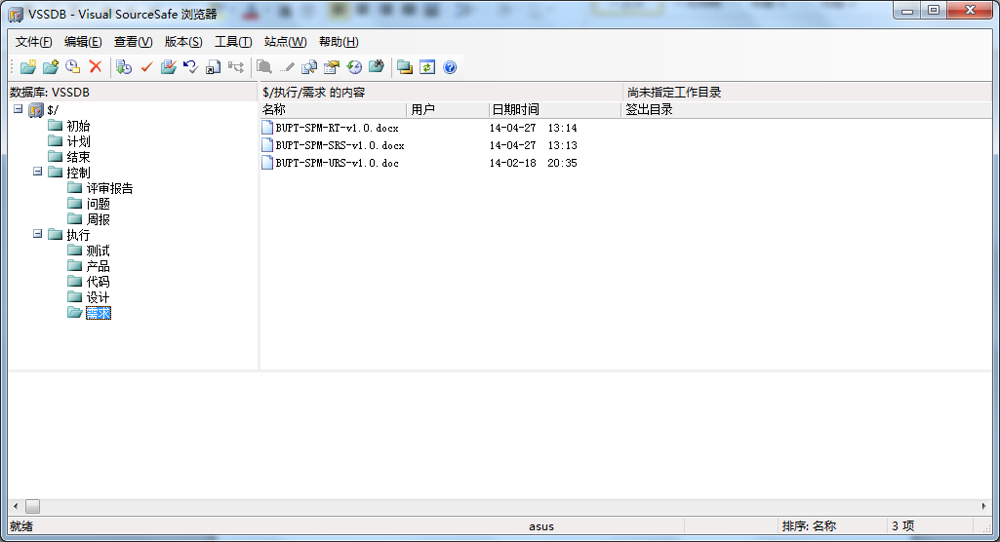 VSSDB - Visual SourceSafe 浏览器
文件(F) 编辑(E) 查看(V) 版本(S) 工具(T) 站点(W) 帮助(H)
数据库: VSSDB
$/执行/需求 的内容
尚未指定工作目录
名称 用户 日期时间 签出目录
$/
初始
计划
结束
控制
评审报告
问题
周报
执行
测试
产品
代码
设计
需求
BUPT-SPM-RT-v1.0.docx 14-04-27 13:14
BUPT-SPM-SRS-v1.0.docx 14-04-27 13:13
BUPT-SPM-URS-v1.0.doc 14-02-18 20:35
就绪 asus 排序: 名称 3 项